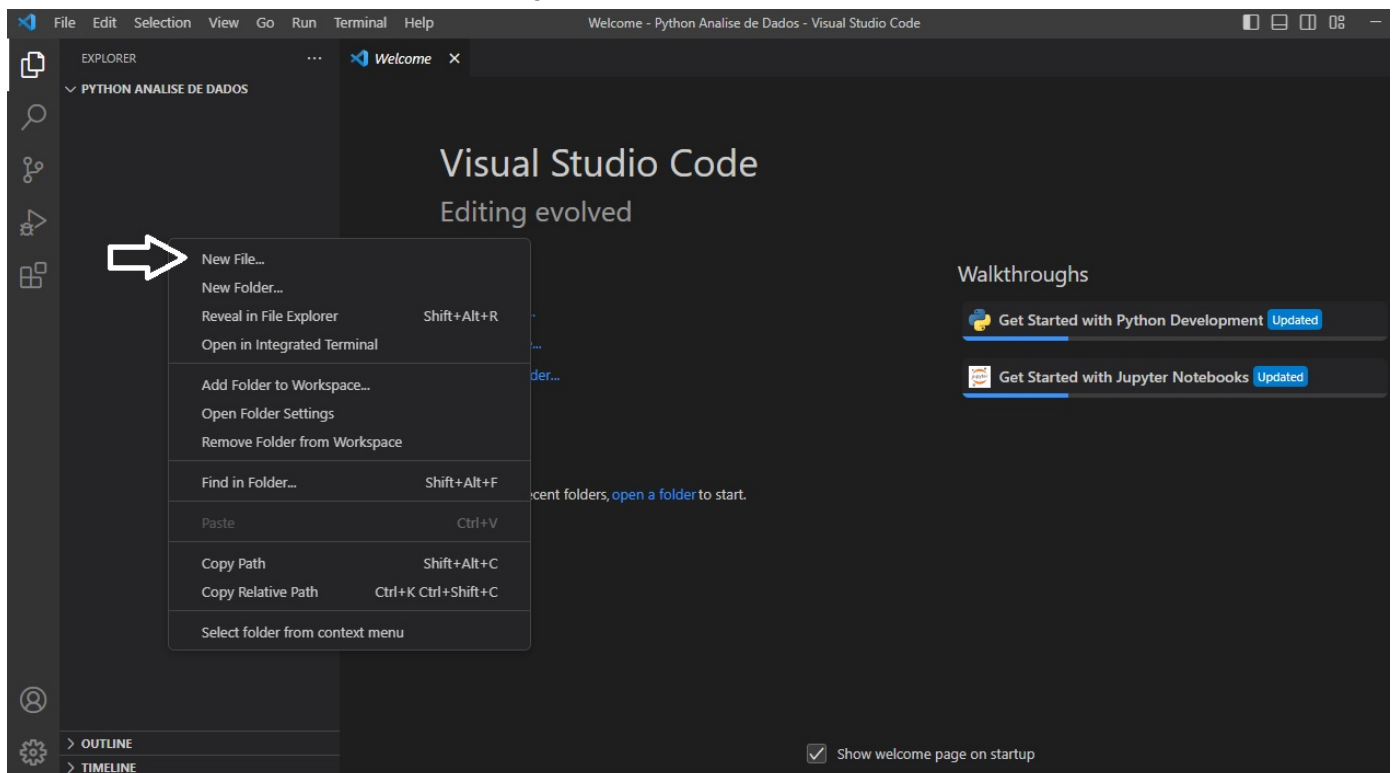 File Edit Selection View Go Run Terminal Help
Welcome - Python Analise de Dados - Visual Studio Code
EXPLORER
Welcome
PYTHON ANALISE DE DADOS
Visual Studio Code
Editing evolved
New File...
New Folder...
Reveal in File Explorer Shift+Alt+R
Open in Integrated Terminal
Add Folder to Workspace...
Open Folder Settings
Remove Folder from Workspace
Find in Folder... Shift+Alt+F
Paste Ctrl+V
Copy Path Shift+Alt+C
Copy Relative Path Ctrl+K Ctrl+Shift+C
Select folder from context menu
der...
cent folders, open a folder to start.
Walkthroughs
Get Started with Python Development Updated
Get Started with Jupyter Notebooks Updated
OUTLINE
TIMELINE
Show welcome page on startup